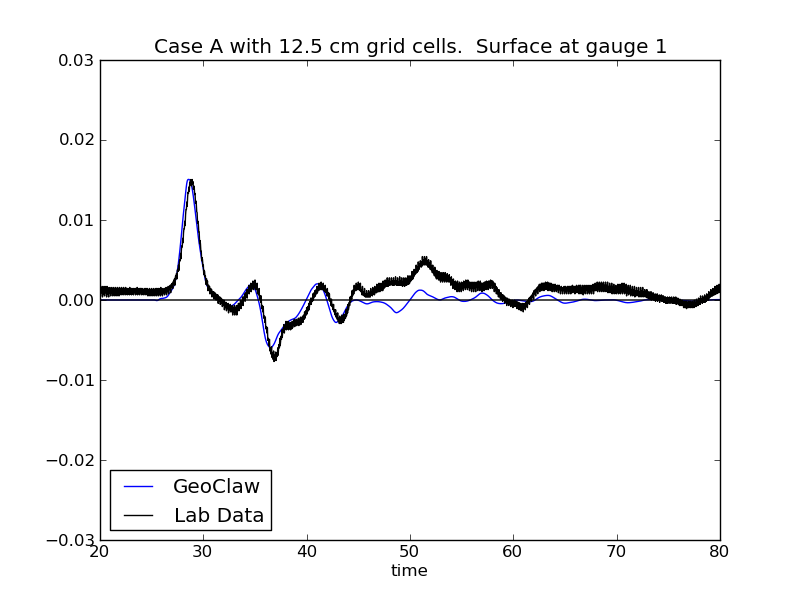 Case A with 12.5 cm grid cells.  Surface at gauge 1
0.03
0.02
0.01
0.00
−0.01
−0.02
−0.03
GeoClaw
Lab Data
20 30 40 50 60 70 80
time